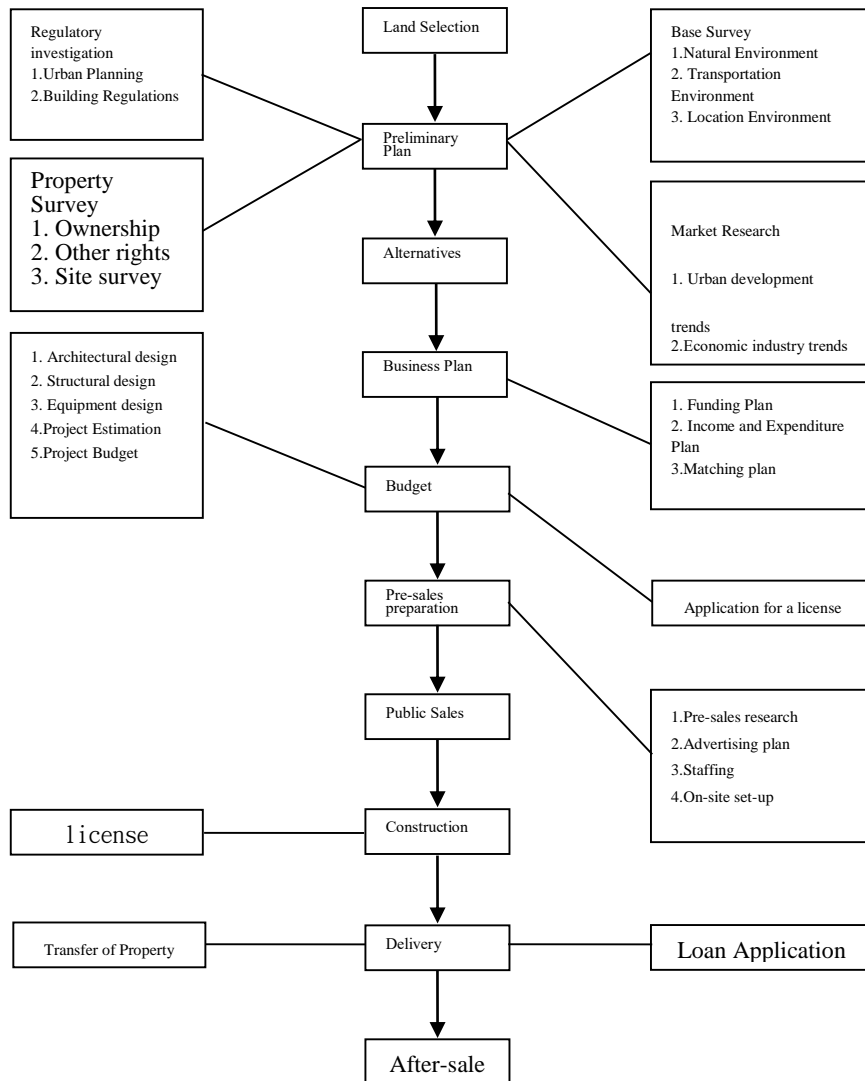 Land Selection
Regulatory
investigation
1.Urban Planning
2.Building Regulations
Base Survey
1.Natural Environment
2. Transportation
Environment
3. Location Environment
Preliminary
Plan
Property
Survey
1. Ownership
2. Other rights
3. Site survey
Market Research
1. Urban development
trends
2.Economic industry trends
Alternatives
1. Architectural design
2. Structural design
3. Equipment design
4.Project Estimation
5.Project Budget
Business Plan
1. Funding Plan
2. Income and Expenditure
Plan
3.Matching plan
Budget
Pre-sales
preparation
Application for a license
Public Sales
1.Pre-sales research
2.Advertising plan
3.Staffing
4.On-site set-up
license
Construction
Transfer of Property
Delivery
Loan Application
After-sale